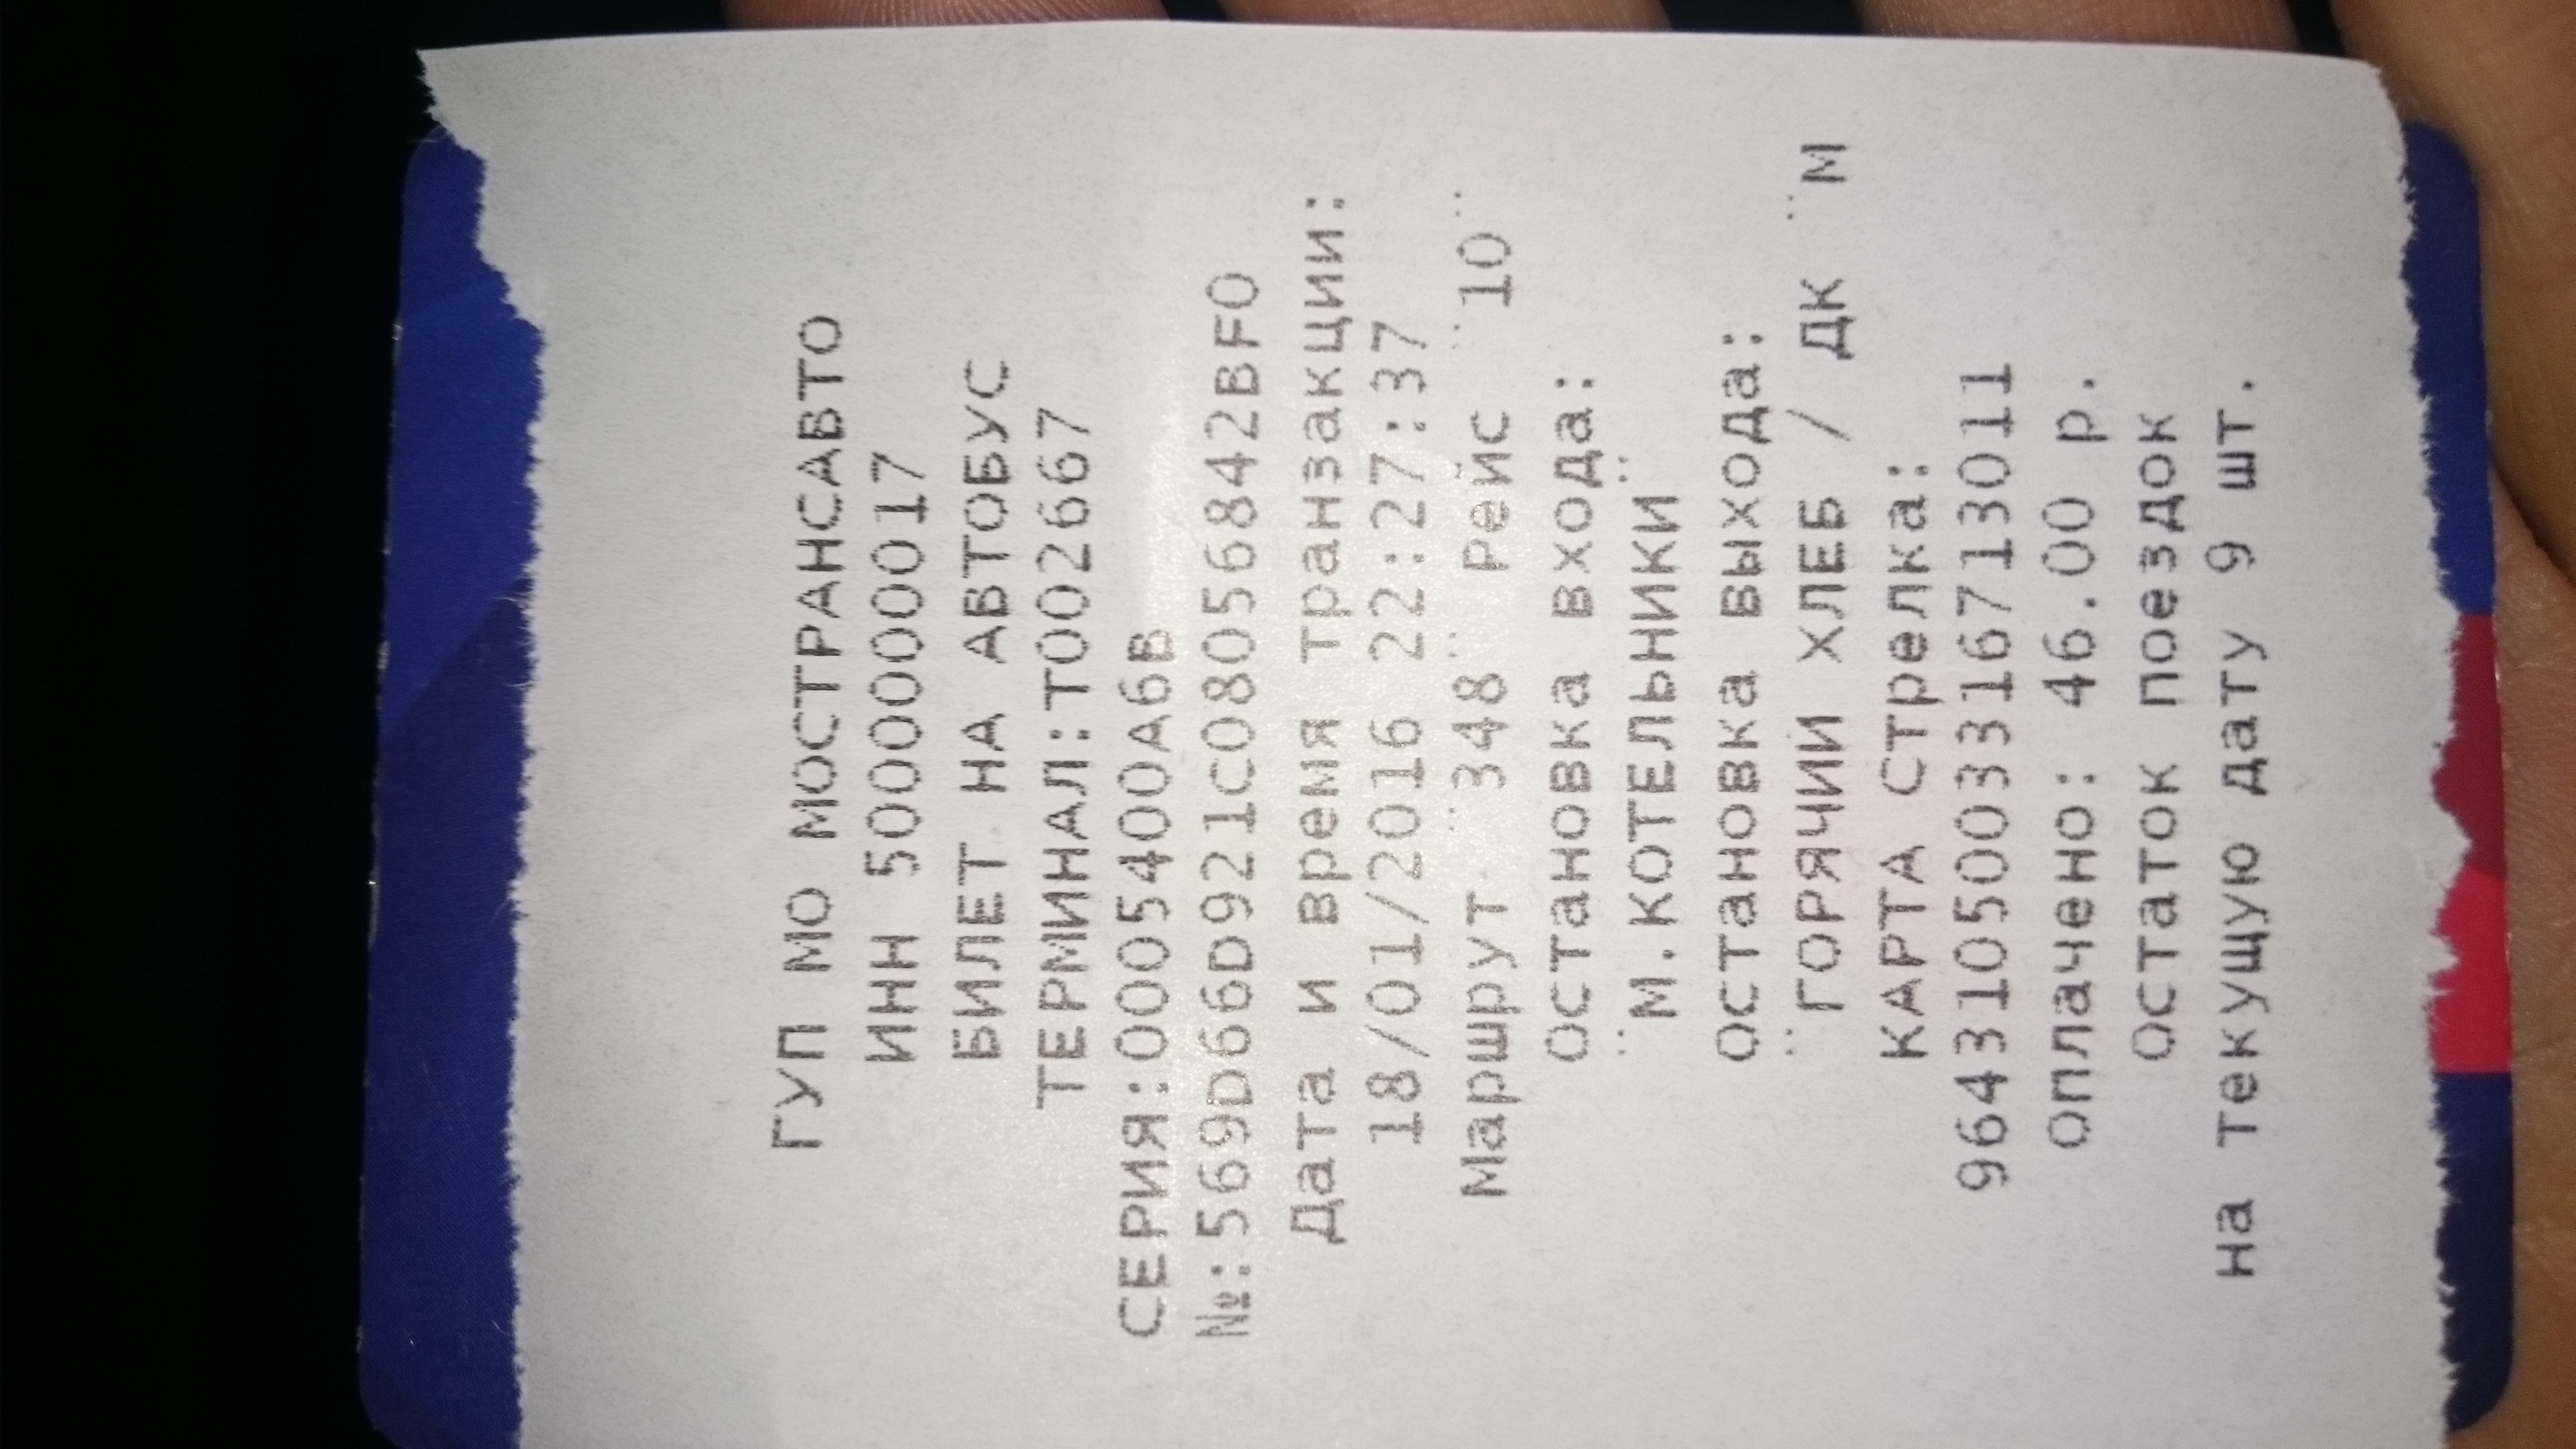 ГУП МО МОСТРАНСАВТО
ИНН 5000000017
БИЛЕТ НА АВТОБУС
ТЕРМИНАЛ:Т002667
СЕРИЯ:0005400А6В
№:569D66D921C08056842BF0
Дата и время транзакции:
18/01/2016 22:27:37
Маршрут ¨348¨ Рейс ¨10¨
Остановка входа:
¨М.КОТЕЛЬНИКИ¨
Остановка выхода:
¨ГОРЯЧИЙ ХЛЕБ / ДК ¨М
КАРТА Стрелка:
9643105003316713011
Оплачено: 46.00 р.
Остаток поездок
на текущую дату 9 шт.